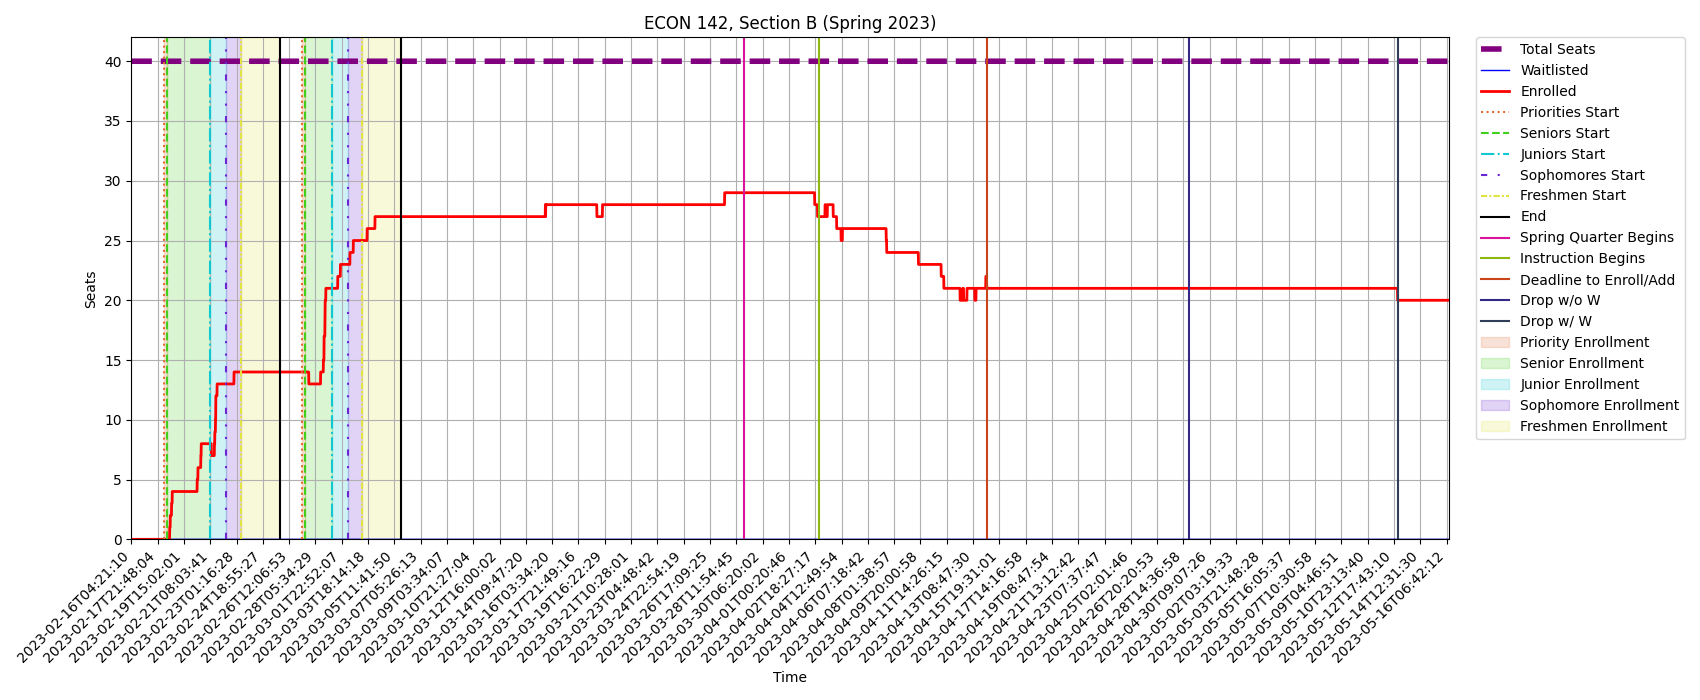 ECON 142, Section B (Spring 2023)
Seats
40
35
30
25
20
15
10
5
0
2023-02-16T04:21:10
2023-02-17T21:48:04
2023-02-19T15:02:01
2023-02-21T08:03:41
2023-02-23T01:16:28
2023-02-24T18:55:27
2023-02-26T12:06:53
2023-02-28T05:34:29
2023-03-01T22:52:07
2023-03-03T18:14:18
2023-03-05T11:41:50
2023-03-07T05:26:13
2023-03-09T03:34:07
2023-03-10T21:27:04
2023-03-12T16:00:02
2023-03-14T09:47:20
2023-03-16T03:34:20
2023-03-17T21:49:16
2023-03-19T16:22:29
2023-03-21T10:28:01
2023-03-23T04:48:42
2023-03-24T22:54:19
2023-03-26T17:09:25
2023-03-28T11:54:45
2023-03-30T06:20:02
2023-04-01T00:20:46
2023-04-02T18:27:17
2023-04-04T12:49:54
2023-04-06T07:18:42
2023-04-08T01:38:57
2023-04-09T20:00:58
2023-04-11T14:26:15
2023-04-13T08:47:30
2023-04-15T19:31:01
2023-04-17T14:16:58
2023-04-19T08:47:54
2023-04-21T13:12:42
2023-04-23T07:37:47
2023-04-25T02:01:46
2023-04-26T20:20:53
2023-04-28T14:36:58
2023-04-30T09:07:26
2023-05-02T03:19:33
2023-05-03T21:48:28
2023-05-05T16:05:37
2023-05-07T10:30:58
2023-05-09T04:46:51
2023-05-10T23:13:40
2023-05-12T17:43:10
2023-05-14T12:31:30
2023-05-16T06:42:12
Time
Total Seats
Waitlisted
Enrolled
Priorities Start
Seniors Start
Juniors Start
Sophomores Start
Freshmen Start
End
Spring Quarter Begins
Instruction Begins
Deadline to Enroll/Add
Drop w/o W
Drop w/ W
Priority Enrollment
Senior Enrollment
Junior Enrollment
Sophomore Enrollment
Freshmen Enrollment